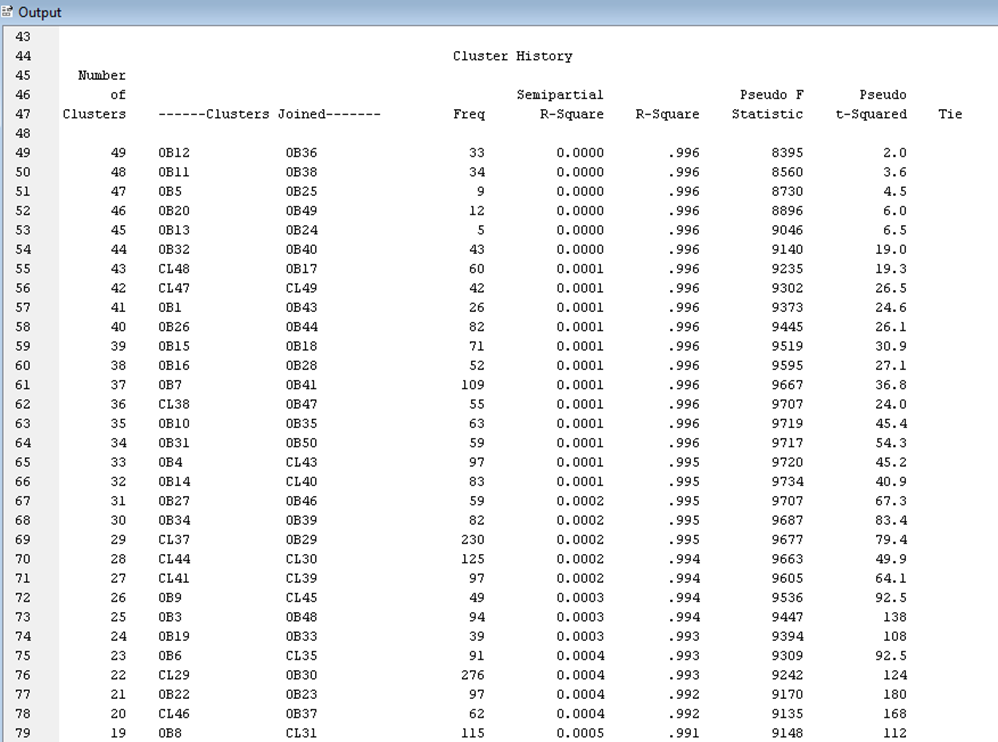 Output
43
44 Cluster History
45 Number
46 of Semipartial Pseudo F Pseudo
47 Clusters ------Clusters Joined------- Freq R-Square R-Square Statistic t-Squared Tie
48
49 49 OB12 OB36 33 0.0000 .996 8395 2.0
50 48 OB11 OB38 34 0.0000 .996 8560 3.6
51 47 OB5 OB25 9 0.0000 .996 8730 4.5
52 46 OB20 OB49 12 0.0000 .996 8896 6.0
53 45 OB13 OB24 5 0.0000 .996 9046 6.5
54 44 OB32 OB40 43 0.0000 .996 9140 19.0
55 43 CL48 OB17 60 0.0001 .996 9235 19.3
56 42 CL47 CL49 42 0.0001 .996 9302 26.5
57 41 OB1 OB43 26 0.0001 .996 9373 24.6
58 40 OB26 OB44 82 0.0001 .996 9445 26.1
59 39 OB15 OB18 71 0.0001 .996 9519 30.9
60 38 OB16 OB28 52 0.0001 .996 9595 27.1
61 37 OB7 OB41 109 0.0001 .996 9667 36.8
62 36 CL38 OB47 55 0.0001 .996 9707 24.0
63 35 OB10 OB35 63 0.0001 .996 9719 45.4
64 34 OB31 OB50 59 0.0001 .996 9717 54.3
65 33 OB4 CL43 97 0.0001 .995 9720 45.2
66 32 OB14 CL40 83 0.0001 .995 9734 40.9
67 31 OB27 OB46 59 0.0002 .995 9707 67.3
68 30 OB34 OB39 82 0.0002 .995 9687 83.4
69 29 CL37 OB29 230 0.0002 .995 9677 79.4
70 28 CL44 CL30 125 0.0002 .994 9663 49.9
71 27 CL41 CL39 97 0.0002 .994 9605 64.1
72 26 OB9 CL45 49 0.0003 .994 9536 92.5
73 25 OB3 OB48 94 0.0003 .994 9447 138
74 24 OB19 OB33 39 0.0003 .993 9394 108
75 23 OB6 CL35 91 0.0004 .993 9309 92.5
76 22 CL29 OB30 276 0.0004 .993 9242 124
77 21 OB22 OB23 97 0.0004 .992 9170 180
78 20 CL46 OB37 62 0.0004 .992 9135 168
79 19 OB8 CL31 115 0.0005 .991 9148 112